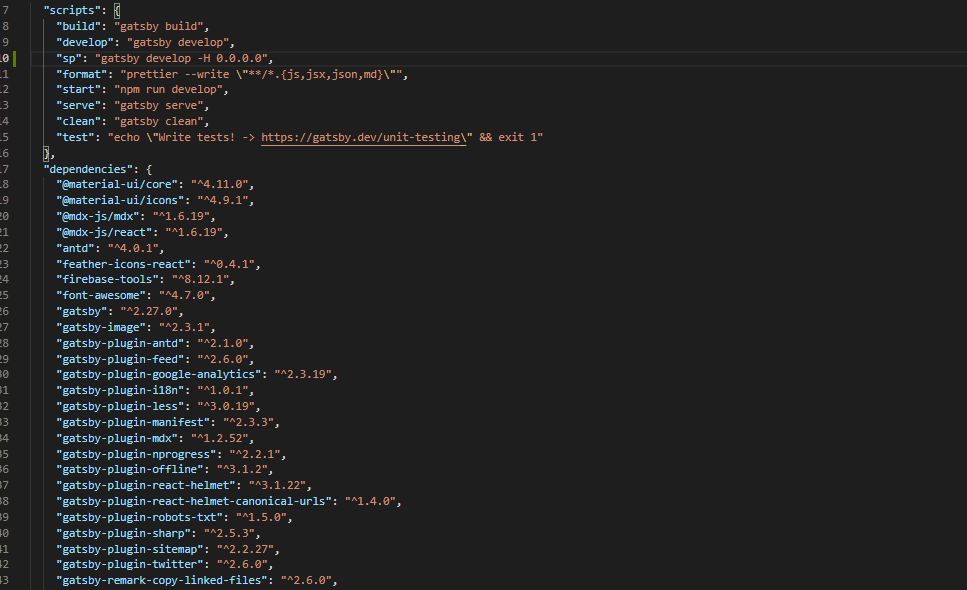 7 "scripts": {
8 "build": "gatsby build",
9 "develop": "gatsby develop",
10 "sp": "gatsby develop -H 0.0.0.0",
11 "format": "prettier --write \"**/*.{js,jsx,json,md}\"",
12 "start": "npm run develop",
13 "serve": "gatsby serve",
14 "clean": "gatsby clean",
15 "test": "echo \"Write tests! -> https://gatsby.dev/unit-testing\" && exit 1"
16 },
17 "dependencies": {
18 "@material-ui/core": "^4.11.0",
19 "@material-ui/icons": "^4.9.1",
20 "@mdx-js/mdx": "^1.6.19",
21 "@mdx-js/react": "^1.6.19",
22 "antd": "^4.0.1",
23 "feather-icons-react": "^0.4.1",
24 "firebase-tools": "^8.12.1",
25 "font-awesome": "^4.7.0",
26 "gatsby": "^2.27.0",
27 "gatsby-image": "^2.3.1",
28 "gatsby-plugin-antd": "^2.1.0",
29 "gatsby-plugin-feed": "^2.6.0",
30 "gatsby-plugin-google-analytics": "^2.3.19",
31 "gatsby-plugin-i18n": "^1.0.1",
32 "gatsby-plugin-less": "^3.0.19",
33 "gatsby-plugin-manifest": "^2.3.3",
34 "gatsby-plugin-mdx": "^1.2.52",
35 "gatsby-plugin-nprogress": "^2.2.1",
36 "gatsby-plugin-offline": "^3.1.2",
37 "gatsby-plugin-react-helmet": "^3.1.22",
38 "gatsby-plugin-react-helmet-canonical-urls": "^1.4.0",
39 "gatsby-plugin-robots-txt": "^1.5.0",
40 "gatsby-plugin-sharp": "^2.5.3",
41 "gatsby-plugin-sitemap": "^2.2.27",
42 "gatsby-plugin-twitter": "^2.6.0",
43 "gatsby-remark-copy-linked-files": "^2.6.0",